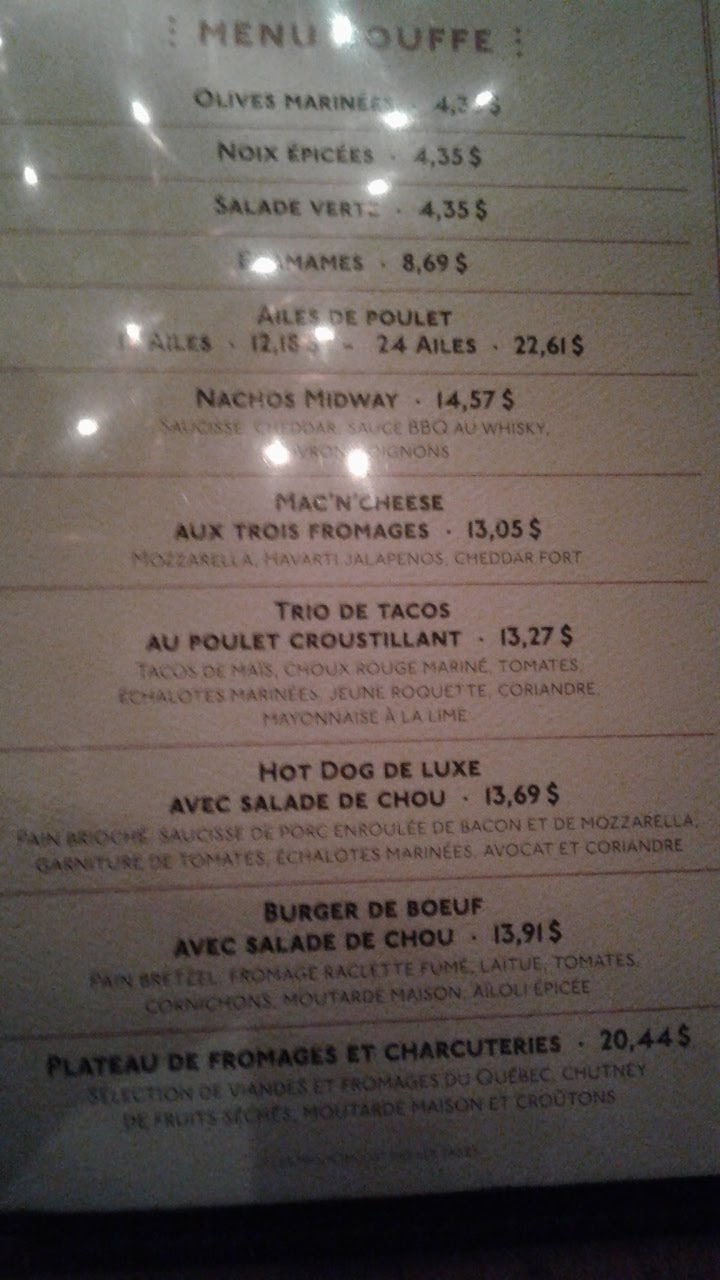 MENU BOUFFE
OLIVES MARINÉES ·
NOIX ÉPICÉES · 4,35 $
SALADE VERTE · 4,35 $
EDAMAMES · 8,69 $
AILES DE POULET
AILES · 12,18 $ - 24 AILES · 22,61 $
NACHOS MIDWAY · 14,57 $
SAUCISSE, CHEDDAR, SAUCE BBQ AU WHISKY,
OIGNONS
MAC'N'CHEESE
AUX TROIS FROMAGES · 13,05 $
MOZZARELLA, HAVARTI JALAPENOS, CHEDDAR FORT
TRIO DE TACOS
AU POULET CROUSTILLANT · 13,27 $
TACOS DE MAÏS, CHOUX ROUGE MARINÉ, TOMATES,
ÉCHALOTES MARINÉES, JEUNE ROQUETTE, CORIANDRE,
MAYONNAISE À LA LIME
HOT DOG DE LUXE
AVEC SALADE DE CHOU · 13,69 $
PAIN BRIOCHÉ, SAUCISSE DE PORC ENROULÉE DE BACON ET DE MOZZARELLA,
GARNITURE DE TOMATES, ÉCHALOTES MARINÉES, AVOCAT ET CORIANDRE
BURGER DE BOEUF
AVEC SALADE DE CHOU · 13,91 $
PAIN BRETZEL, FROMAGE RACLETTE FUMÉ, LAITUE, TOMATES,
CORNICHONS, MOUTARDE MAISON, AÏLOLI ÉPICÉE
PLATEAU DE FROMAGES ET CHARCUTERIES · 20,44 $
SÉLECTION DE VIANDES ET FROMAGES DU QUÉBEC, CHUTNEY
DE FRUITS SÉCHÉS, MOUTARDE MAISON ET CROÛTONS